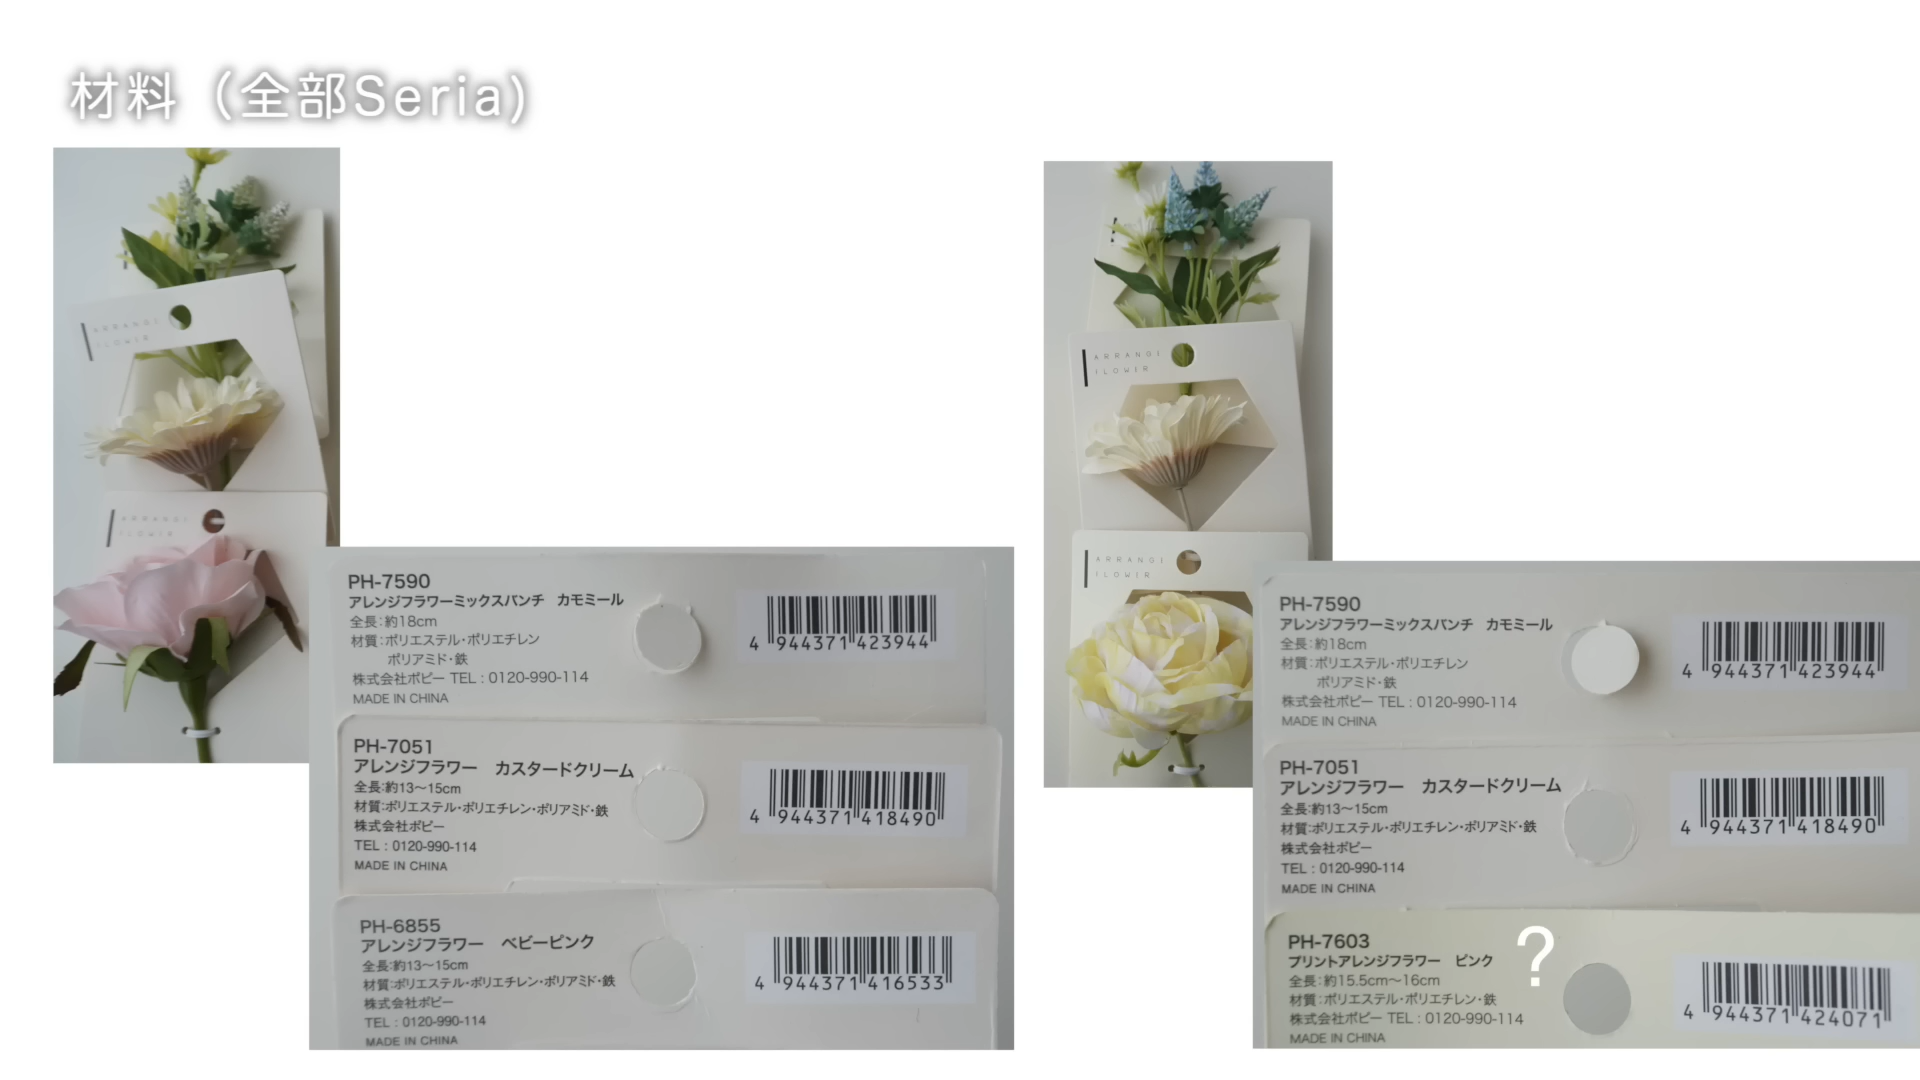 材料（全部Seria)
ARRANGE
FLOWER
ARRANGE
FLOWER
PH-7590
アレンジフラワーミックスバンチ　カモミール
全長：約18cm
材質：ポリエステル・ポリエチレン
ポリアミド・鉄
株式会社ポピー TEL : 0120-990-114
MADE IN CHINA
4 944371 423944
PH-7051
アレンジフラワー　カスタードクリーム
全長:約13〜15cm
材質:ポリエステル・ポリエチレン・ポリアミド・鉄
株式会社ポピー
TEL : 0120-990-114
MADE IN CHINA
4 944371 418490
PH-6855
アレンジフラワー　ベビーピンク
全長:約13〜15cm
材質:ポリエステル・ポリエチレン・ポリアミド・鉄
株式会社ポピー
TEL : 0120-990-114
MADE IN CHINA
4 944371 416533
ARRANGE
FLOWER
ARRANGE
FLOWER
PH-7590
アレンジフラワーミックスバンチ　カモミール
全長：約18cm
材質：ポリエステル・ポリエチレン
ポリアミド・鉄
株式会社ポピー TEL : 0120-990-114
MADE IN CHINA
4 944371 423944
PH-7051
アレンジフラワー　カスタードクリーム
全長:約13〜15cm
材質:ポリエステル・ポリエチレン・ポリアミド・鉄
株式会社ポピー
TEL : 0120-990-114
MADE IN CHINA
4 944371 418490
PH-7603
プリントアレンジフラワー　ピンク
?
全長：約15.5cm〜16cm
材質：ポリエステル・ポリエチレン・鉄
株式会社ポピー TEL : 0120-990-114
MADE IN CHINA
4 944371 424071